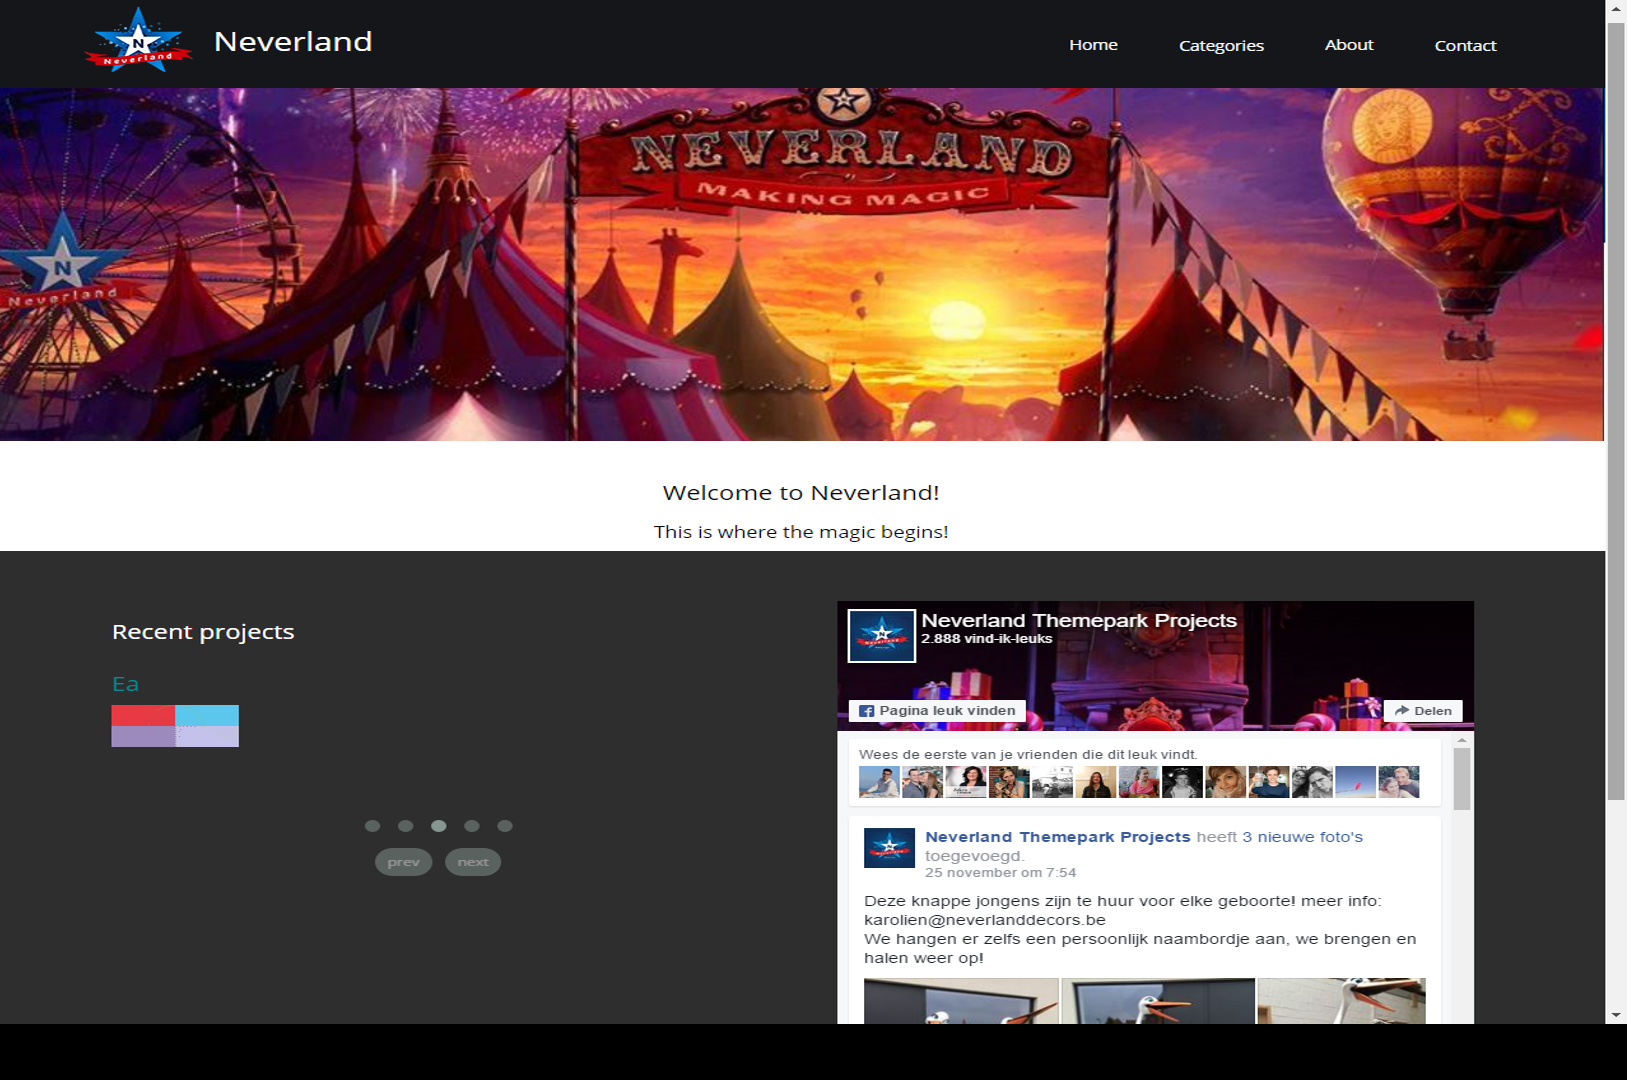 N
Neverland
Neverland
Home
Categories
About
Contact
NEVERLAND
MAKING MAGIC
N
Neverland
Welcome to Neverland!
This is where the magic begins!
Recent projects
Ea
prev
next
Neverland Themepark Projects
2.888 vind-ik-leuks
Pagina leuk vinden
Delen
Wees de eerste van je vrienden die dit leuk vindt.
Neverland Themepark Projects heeft 3 nieuwe foto's
toegevoegd.
25 november om 7:54
Deze knappe jongens zijn te huur voor elke geboorte! meer info:
karolien@neverlanddecors.be
We hangen er zelfs een persoonlijk naambordje aan, we brengen en
halen weer op!